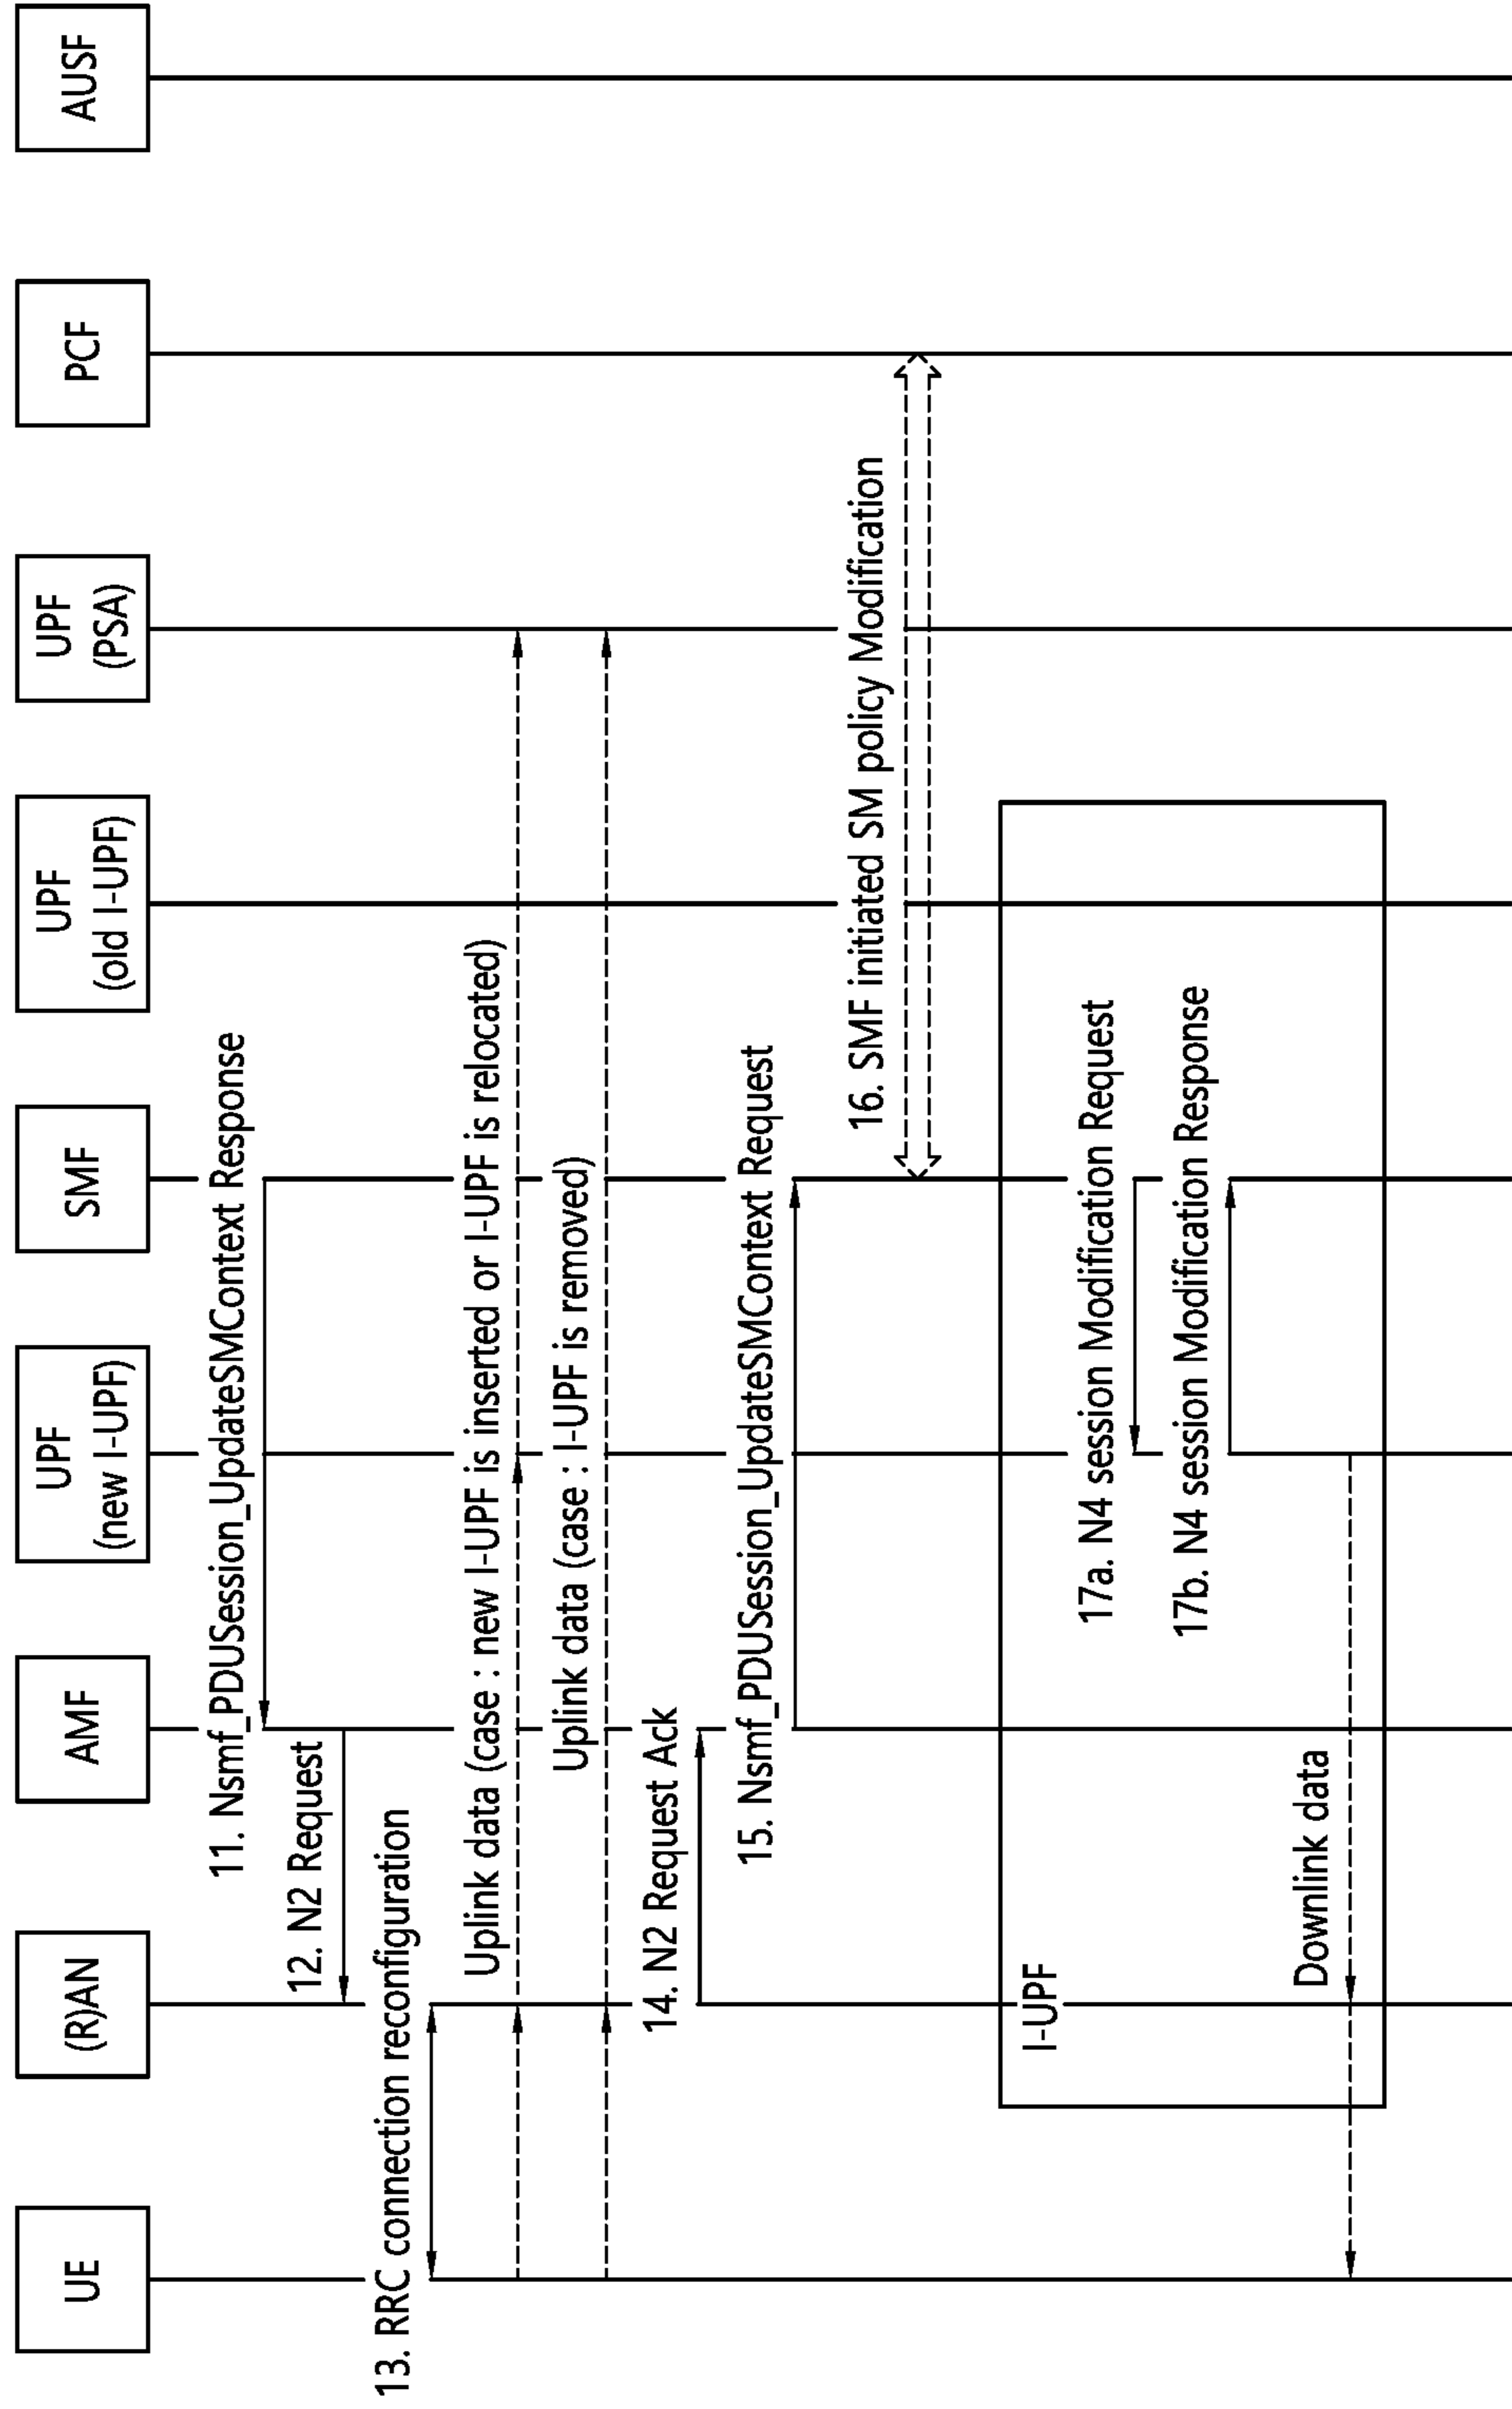 UE
(R)AN
AMF
UPF
(new I-UPF)
SMF
UPF
(old I-UPF)
UPF
(PSA)
PCF
AUSF
11. Nsmf_PDUSession_UpdateSMContext Response
12. N2 Request
13. RRC connection reconfiguration
Uplink data (case : new I-UPF is inserted or I-UPF is relocated)
Uplink data (case : I-UPF is removed)
14. N2 Request Ack
15. Nsmf_PDUSession_UpdateSMContext Request
16. SMF initiated SM policy Modification
I-UPF
17a. N4 session Modification Request
17b. N4 session Modification Response
Downlink data